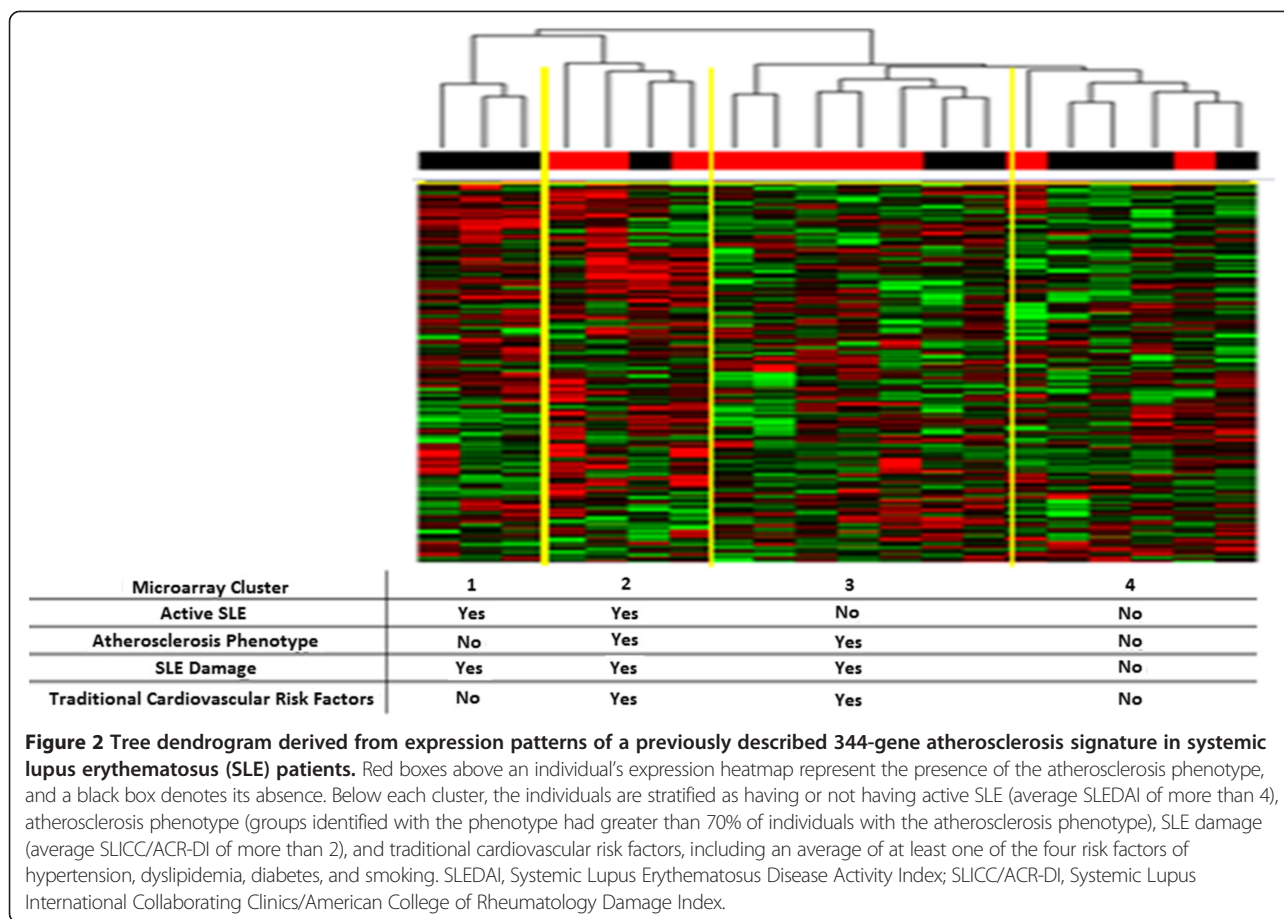 Microarray Cluster 1 2 3 4
Active SLE Yes Yes No No
Atherosclerosis Phenotype No Yes Yes No
SLE Damage Yes Yes Yes No
Traditional Cardiovascular Risk Factors No Yes Yes No
Figure 2 Tree dendrogram derived from expression patterns of a previously described 344-gene atherosclerosis signature in systemic
lupus erythematosus (SLE) patients. Red boxes above an individual's expression heatmap represent the presence of the atherosclerosis phenotype,
and a black box denotes its absence. Below each cluster, the individuals are stratified as having or not having active SLE (average SLEDAI of more than 4),
atherosclerosis phenotype (groups identified with the phenotype had greater than 70% of individuals with the atherosclerosis phenotype), SLE damage
(average SLICC/ACR-DI of more than 2), and traditional cardiovascular risk factors, including an average of at least one of the four risk factors of
hypertension, dyslipidemia, diabetes, and smoking. SLEDAI, Systemic Lupus Erythematosus Disease Activity Index; SLICC/ACR-DI, Systemic Lupus
International Collaborating Clinics/American College of Rheumatology Damage Index.